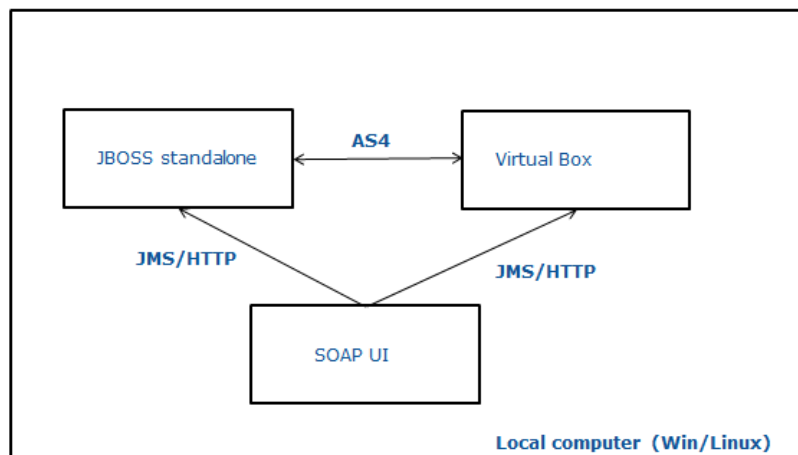 JBOSS standalone
AS4
Virtual Box
JMS/HTTP
JMS/HTTP
SOAP UI
Local computer (Win/Linux)